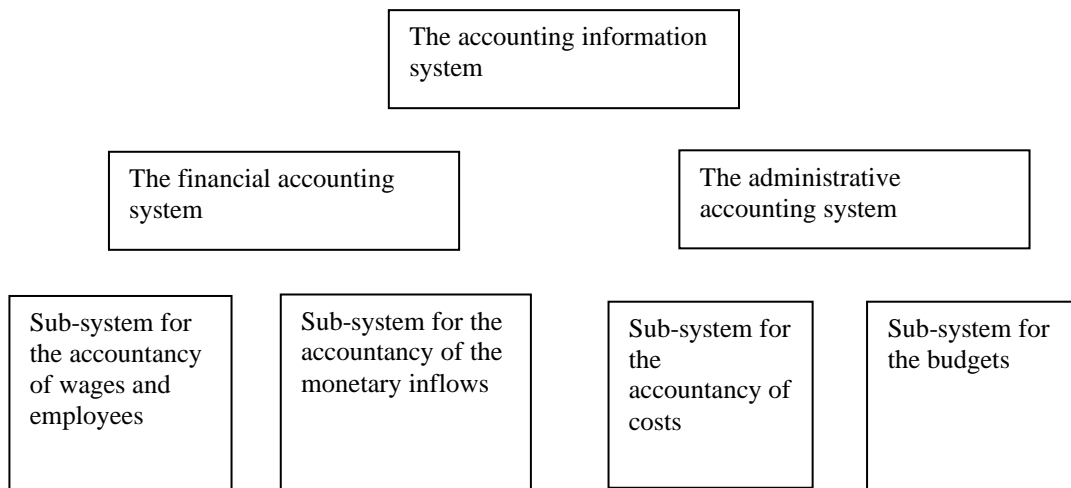 The accounting information
system
The financial accounting
system
The administrative
accounting system
Sub-system for
the accountancy
of wages and
employees
Sub-system for the
accountancy of the
monetary inflows
Sub-system for
the
accountancy of
costs
Sub-system for
the budgets